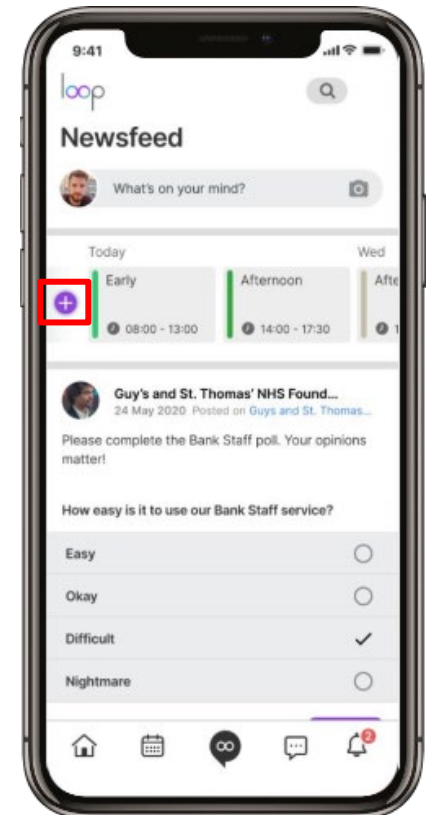 9:41
loop
Newsfeed
What's on your mind?
Today Wed
Early Afternoon Afte
08:00 - 13:00 14:00 - 17:30 1
Guy's and St. Thomas' NHS Found...
24 May 2020 Posted on Guys and St. Thomas...
Please complete the Bank Staff poll. Your opinions
matter!
How easy is it to use our Bank Staff service?
Easy
Okay
Difficult
Nightmare
2